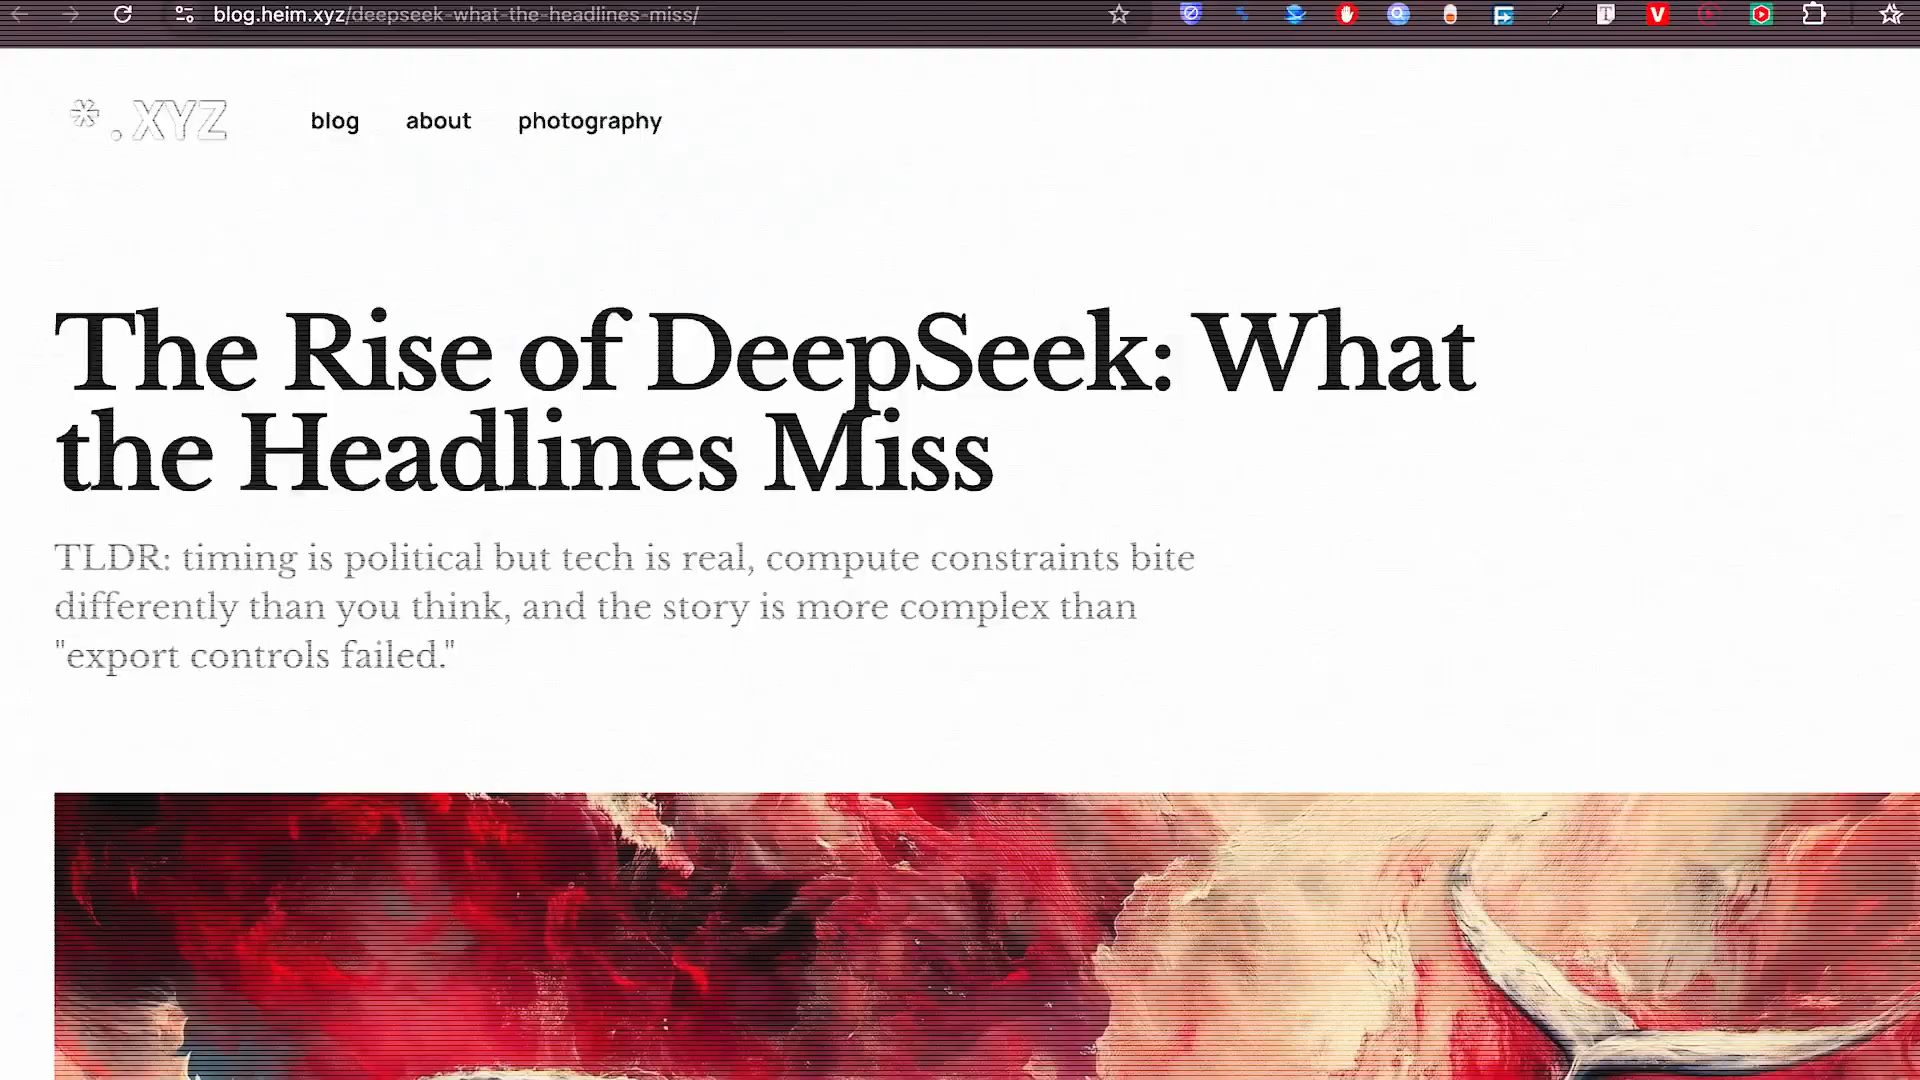 blog.heim.xyz/deepseek-what-the-headlines-miss/
*.XYZ
blog about photography
The Rise of DeepSeek: What
the Headlines Miss
TLDR: timing is political but tech is real, compute constraints bite
differently than you think, and the story is more complex than
"export controls failed."